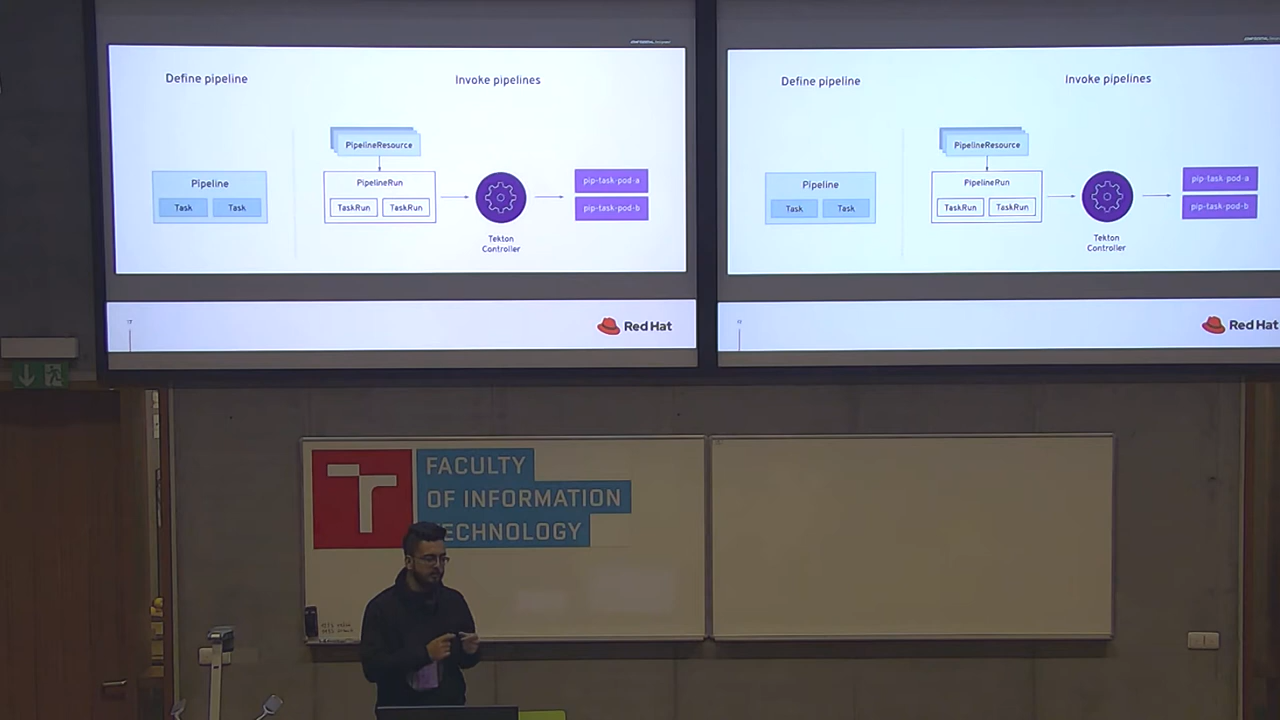 Define pipeline
Invoke pipelines
PipelineResource
Pipeline
Task
Task
PipelineRun
TaskRun
TaskRun
Tekton
Controller
pip-task-pod-a
pip-task-pod-b
Red Hat
Define pipeline
Invoke pipelines
PipelineResource
Pipeline
Task
Task
PipelineRun
TaskRun
TaskRun
Tekton
Controller
pip-task-pod-a
pip-task-pod-b
Red Hat
FACULTY
OF INFORMATION
ECHNOLOGY